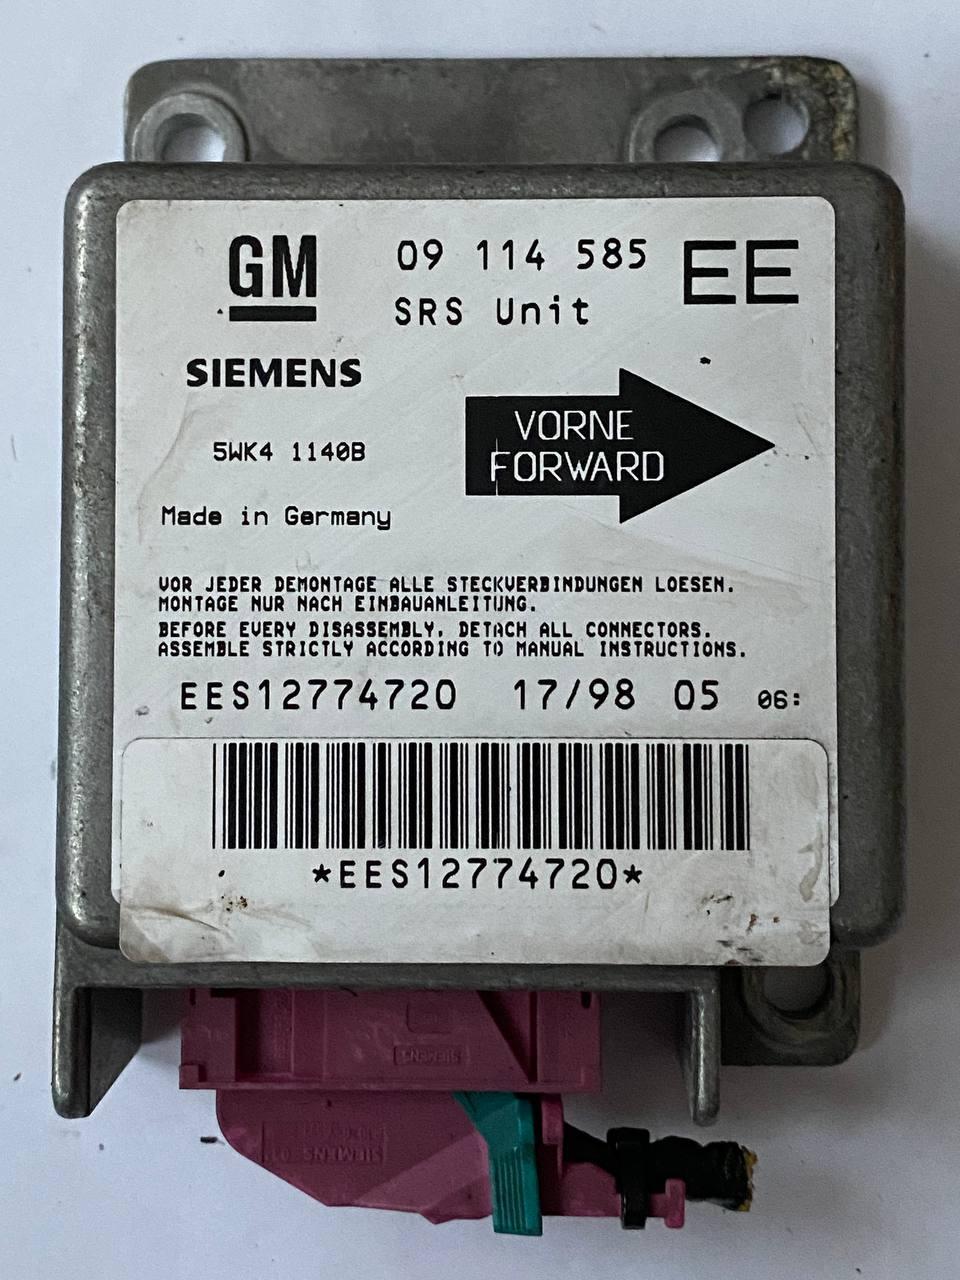 GM 09 114 585 EE
SRS Unit
SIEMENS
VORNE
FORWARD
5WK4 1140B
Made in Germany
VOR JEDER DEMONTAGE ALLE STECKVERBINDUNGEN LOESEN.
MONTAGE NUR NACH EINBAUANLEITUNG.
BEFORE EVERY DISASSEMBLY, DETACH ALL CONNECTORS.
ASSEMBLE STRICTLY ACCORDING TO MANUAL INSTRUCTIONS.
EES12774720 17/98 05 06:
*EES12774720*
SIEMENS
SIEMENS